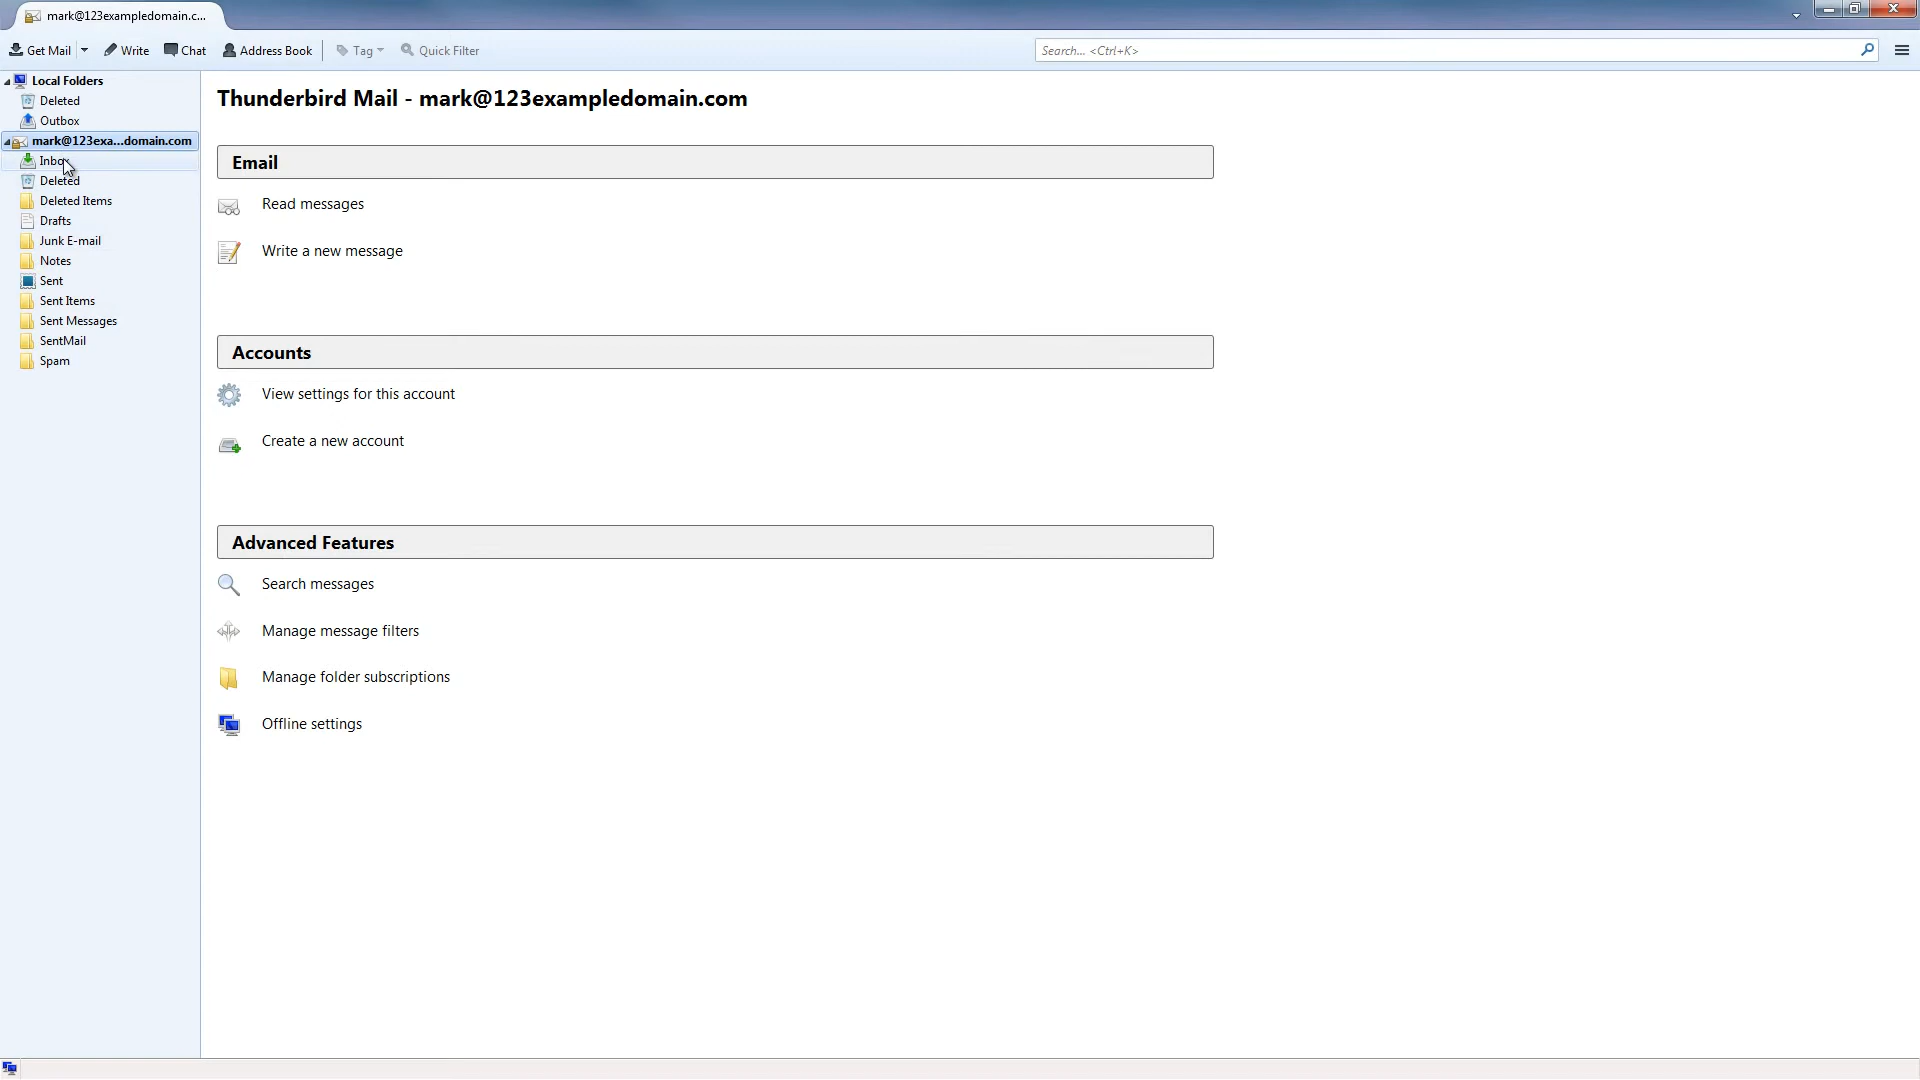 mark@123exampledomain.c...
Get Mail Write Chat Address Book Tag Quick Filter Search... <Ctrl+K>
Local Folders
Deleted
Outbox
mark@123exa...domain.com
Inbox
Deleted
Deleted Items
Drafts
Junk E-mail
Notes
Sent
Sent Items
Sent Messages
SentMail
Spam
Thunderbird Mail - mark@123exampledomain.com
Email
Read messages
Write a new message
Accounts
View settings for this account
Create a new account
Advanced Features
Search messages
Manage message filters
Manage folder subscriptions
Offline settings